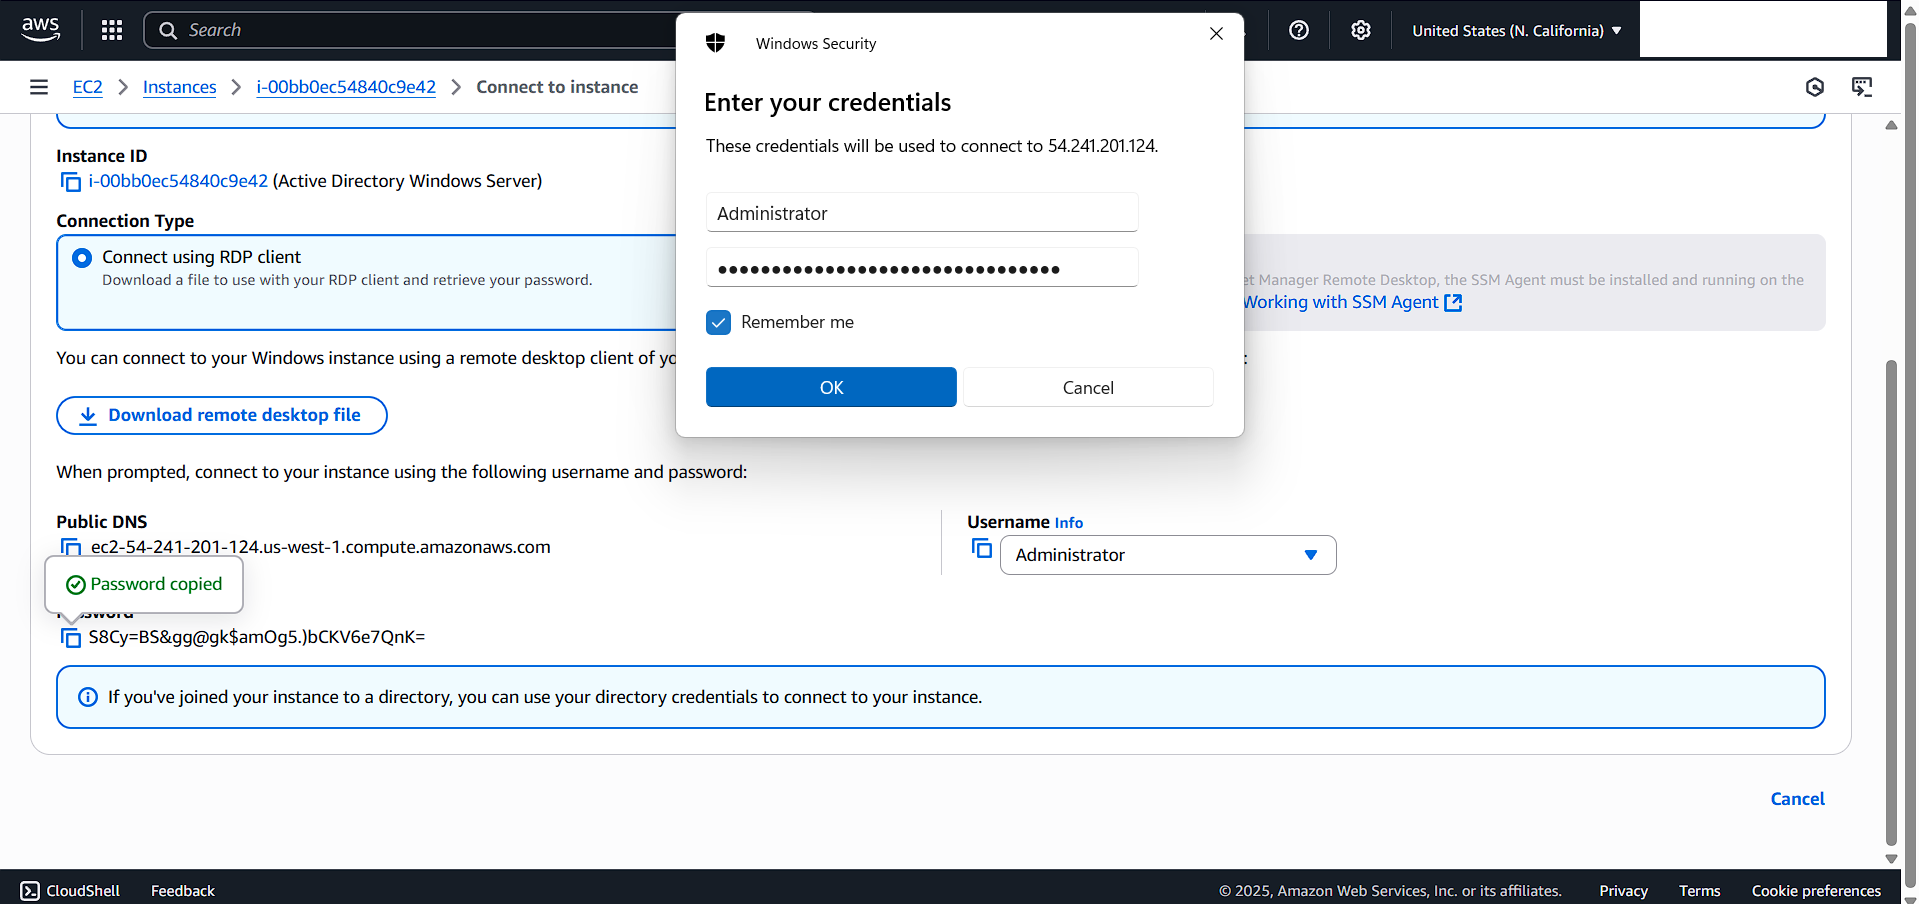 aws
Search
United States (N. California)
EC2
Instances
i-00bb0ec54840c9e42
Connect to instance
Windows Security
Enter your credentials
These credentials will be used to connect to 54.241.201.124.
Administrator
Remember me
OK
Cancel
Instance ID
i-00bb0ec54840c9e42 (Active Directory Windows Server)
Connection Type
Connect using RDP client
Download a file to use with your RDP client and retrieve your password.
Manager Remote Desktop, the SSM Agent must be installed and running on the
Working with SSM Agent
You can connect to your Windows instance using a remote desktop client of
Download remote desktop file
When prompted, connect to your instance using the following username and password:
Public DNS
ec2-54-241-201-124.us-west-1.compute.amazonaws.com
Username Info
Administrator
Password copied
Password
S8Cy=BS&gg@gk$amOg5.)bCKV6e7QnK=
If you've joined your instance to a directory, you can use your directory credentials to connect to your instance.
Cancel
CloudShell
Feedback
© 2025, Amazon Web Services, Inc. or its affiliates.
Privacy
Terms
Cookie preferences